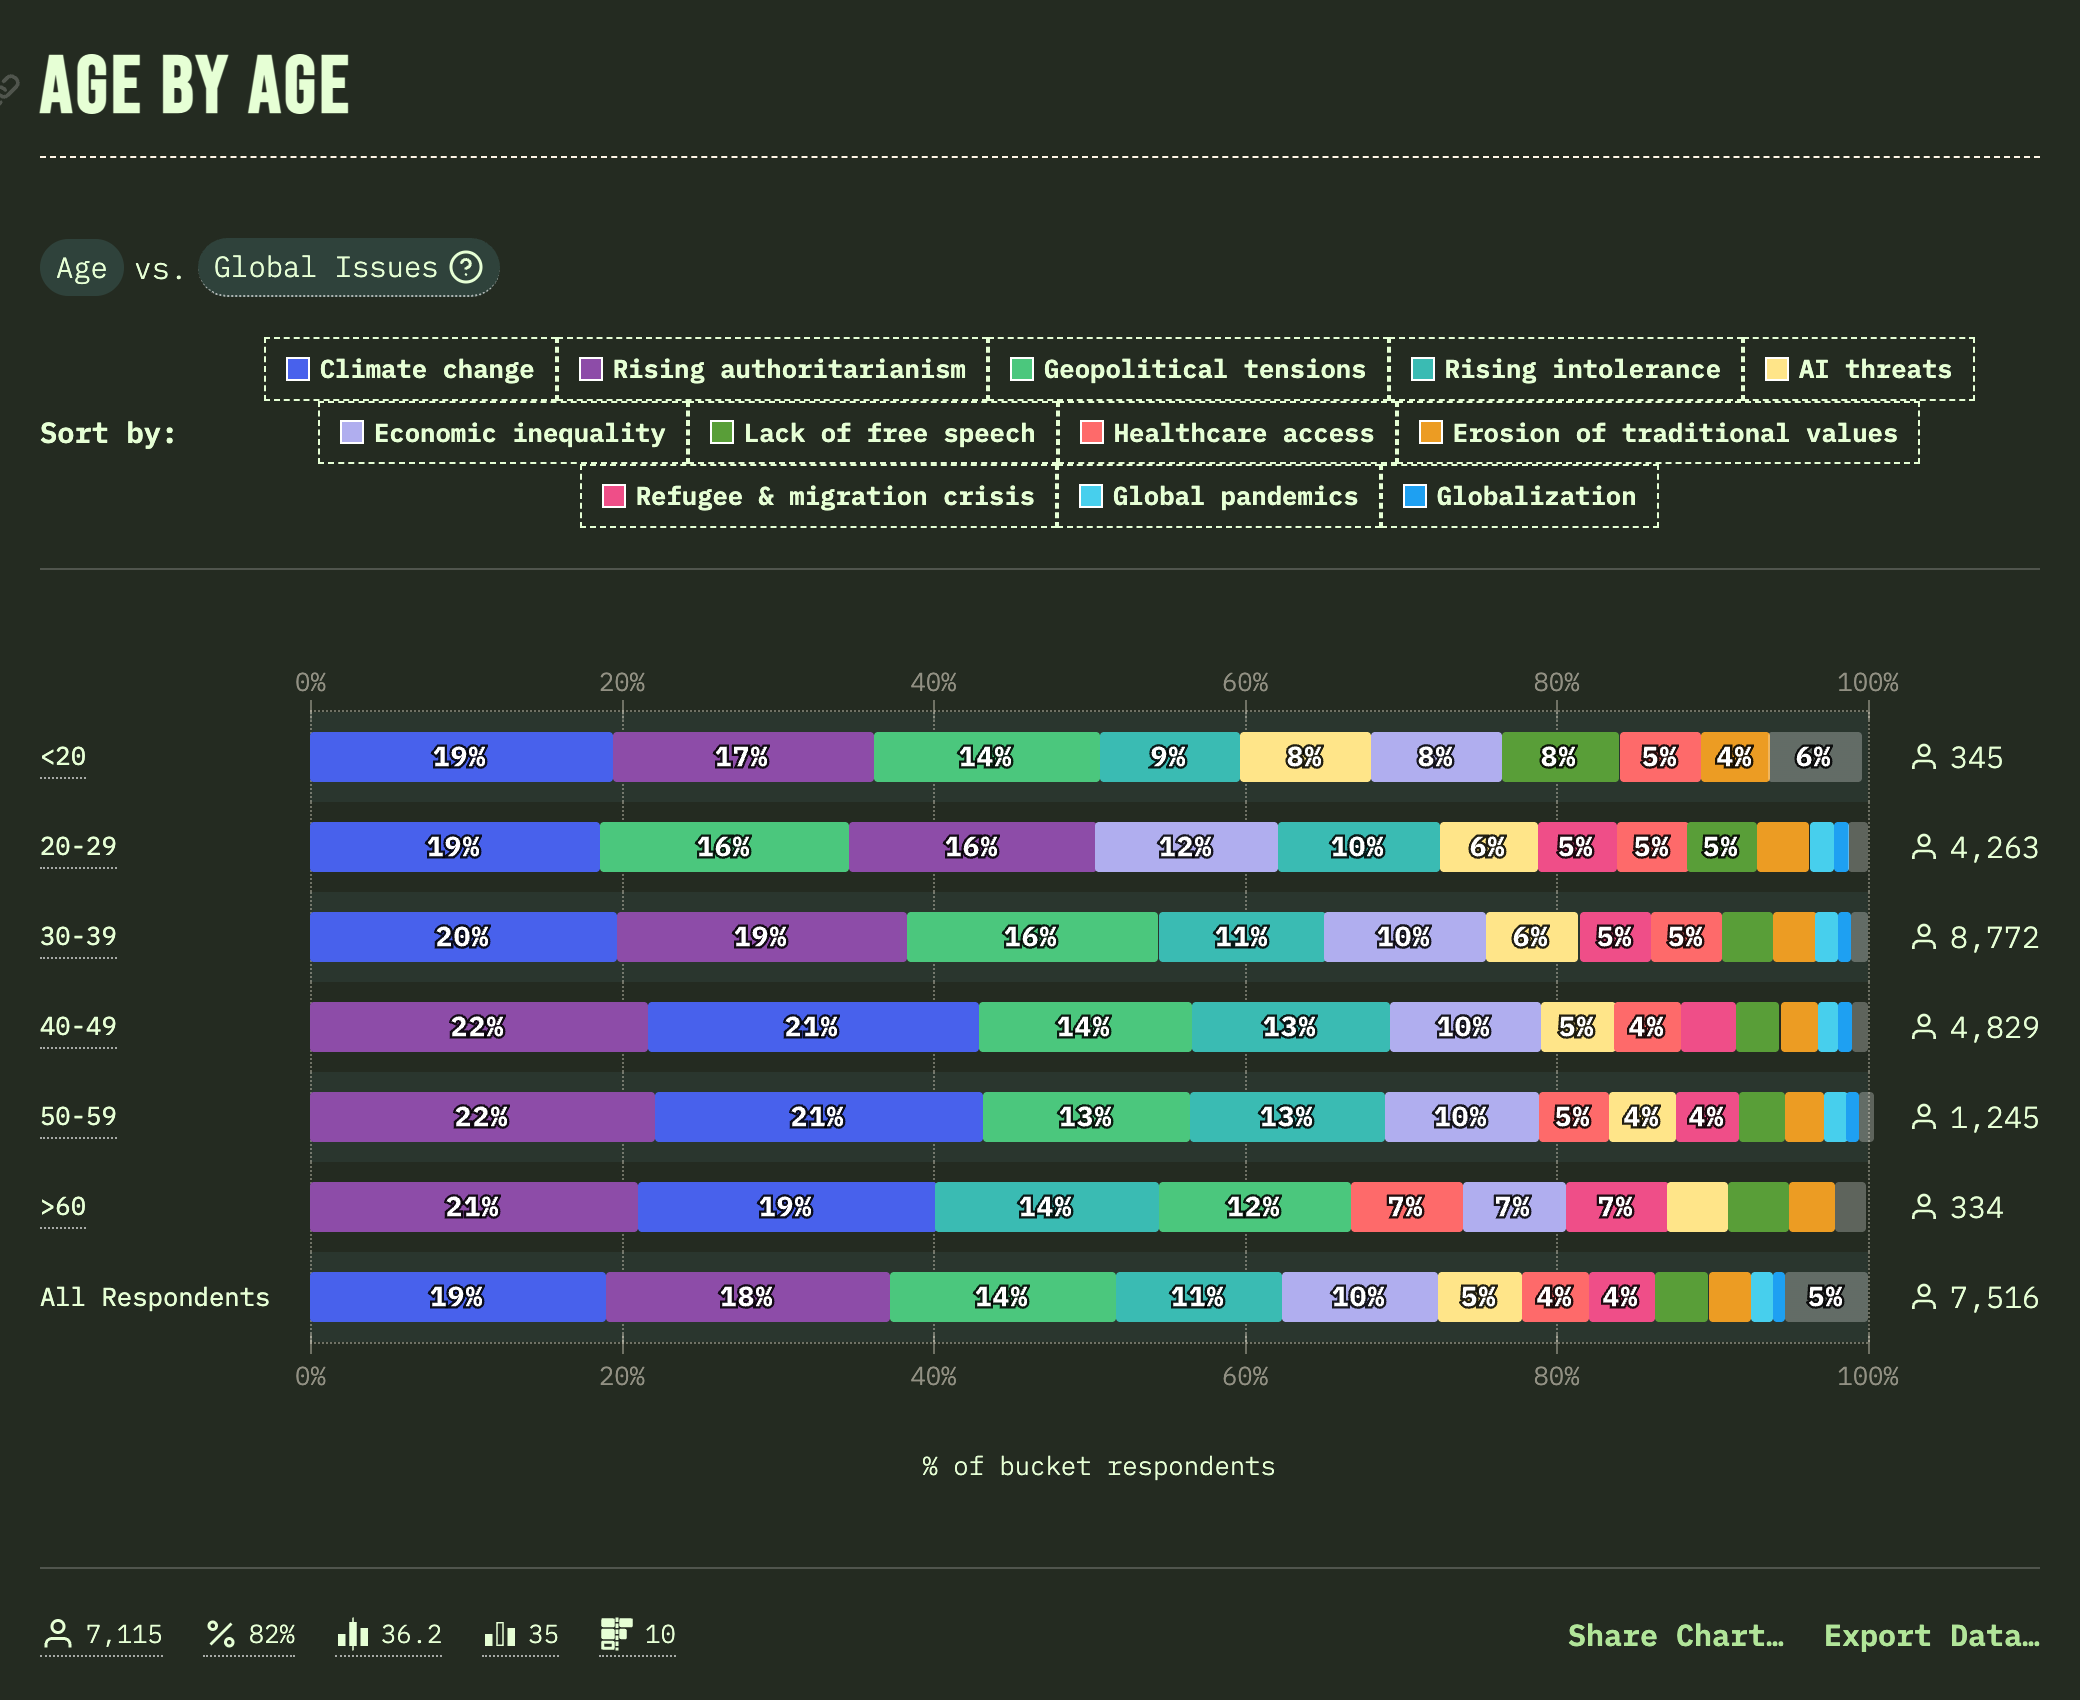 AGE BY AGE
Age vs. Global Issues ?
Climate change Rising authoritarianism Geopolitical tensions Rising intolerance AI threats
Sort by: Economic inequality Lack of free speech Healthcare access Erosion of traditional values
Refugee & migration crisis Global pandemics Globalization
0% 20% 40% 60% 80% 100%
<20 19% 17% 14% 9% 8% 8% 8% 5% 4% 6% 345
20-29 19% 16% 16% 12% 10% 6% 5% 5% 5% 4,263
30-39 20% 19% 16% 11% 10% 6% 5% 5% 8,772
40-49 22% 21% 14% 13% 10% 5% 4% 4,829
50-59 22% 21% 13% 13% 10% 5% 4% 4% 1,245
>60 21% 19% 14% 12% 7% 7% 7% 334
All Respondents 19% 18% 14% 11% 10% 5% 4% 4% 5% 7,516
0% 20% 40% 60% 80% 100%
% of bucket respondents
7,115 82% 36.2 35 10 Share Chart… Export Data…